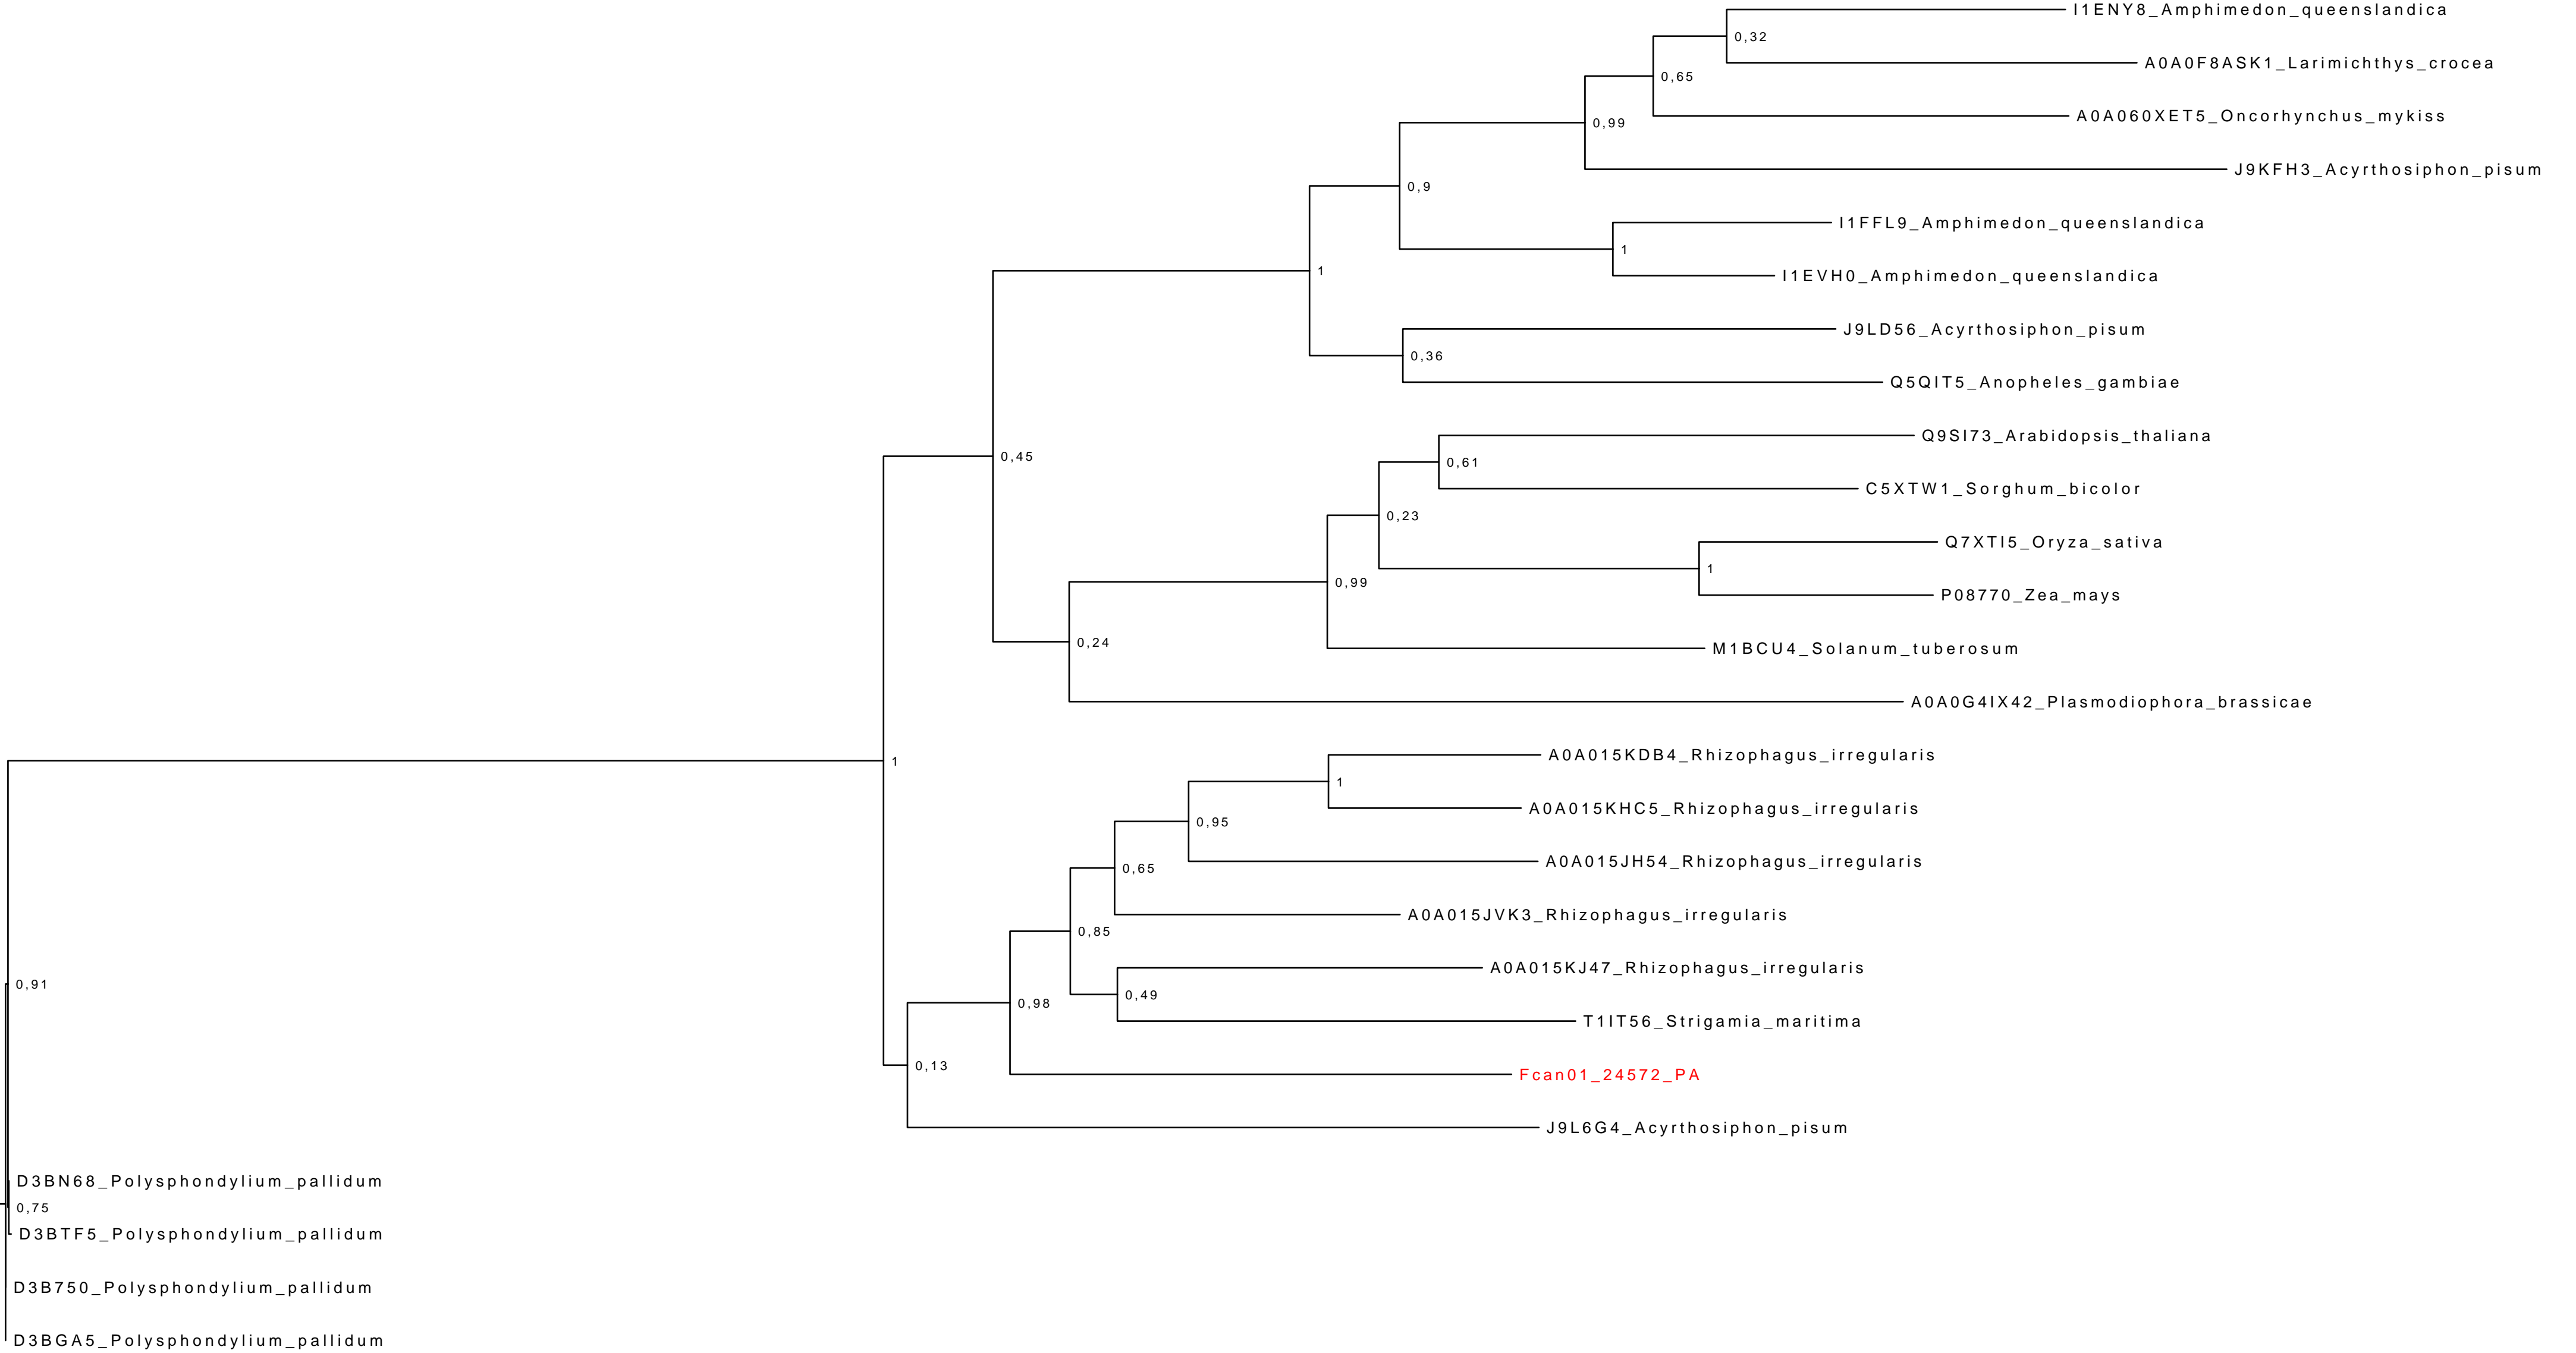 I1ENY8_Amphimedon_queenslandica
0,32
A0A0F8ASK1_Larimichthys_crocea
0,65
A0A060XET5_Oncorhynchus_mykiss
0,99
J9KFH3_Acyrthosiphon_pisum
0,9
I1FFL9_Amphimedon_queenslandica
1
I1EVH0_Amphimedon_queenslandica
1
J9LD56_Acyrthosiphon_pisum
0,36
Q5QIT5_Anopheles_gambiae
Q9SI73_Arabidopsis_thaliana
0,45
0,61
C5XTW1_Sorghum_bicolor
0,23
Q7XTI5_Oryza_sativa
1
0,99
P08770_Zea_mays
0,24
M1BCU4_Solanum_tuberosum
A0A0G4IX42_Plasmodiophora_brassicae
A0A015KDB4_Rhizophagus_irregularis
1
1
A0A015KHC5_Rhizophagus_irregularis
0,95
A0A015JH54_Rhizophagus_irregularis
0,65
A0A015JVK3_Rhizophagus_irregularis
0,85
A0A015KJ47_Rhizophagus_irregularis
0,91
0,49
0,98
T1IT56_Strigamia_maritima
0,13
Fcan01_24572_PA
J9L6G4_Acyrthosiphon_pisum
D3BN68_Polysphondylium_pallidum
0,75
D3BTF5_Polysphondylium_pallidum
D3B750_Polysphondylium_pallidum
D3BGA5_Polysphondylium_pallidum